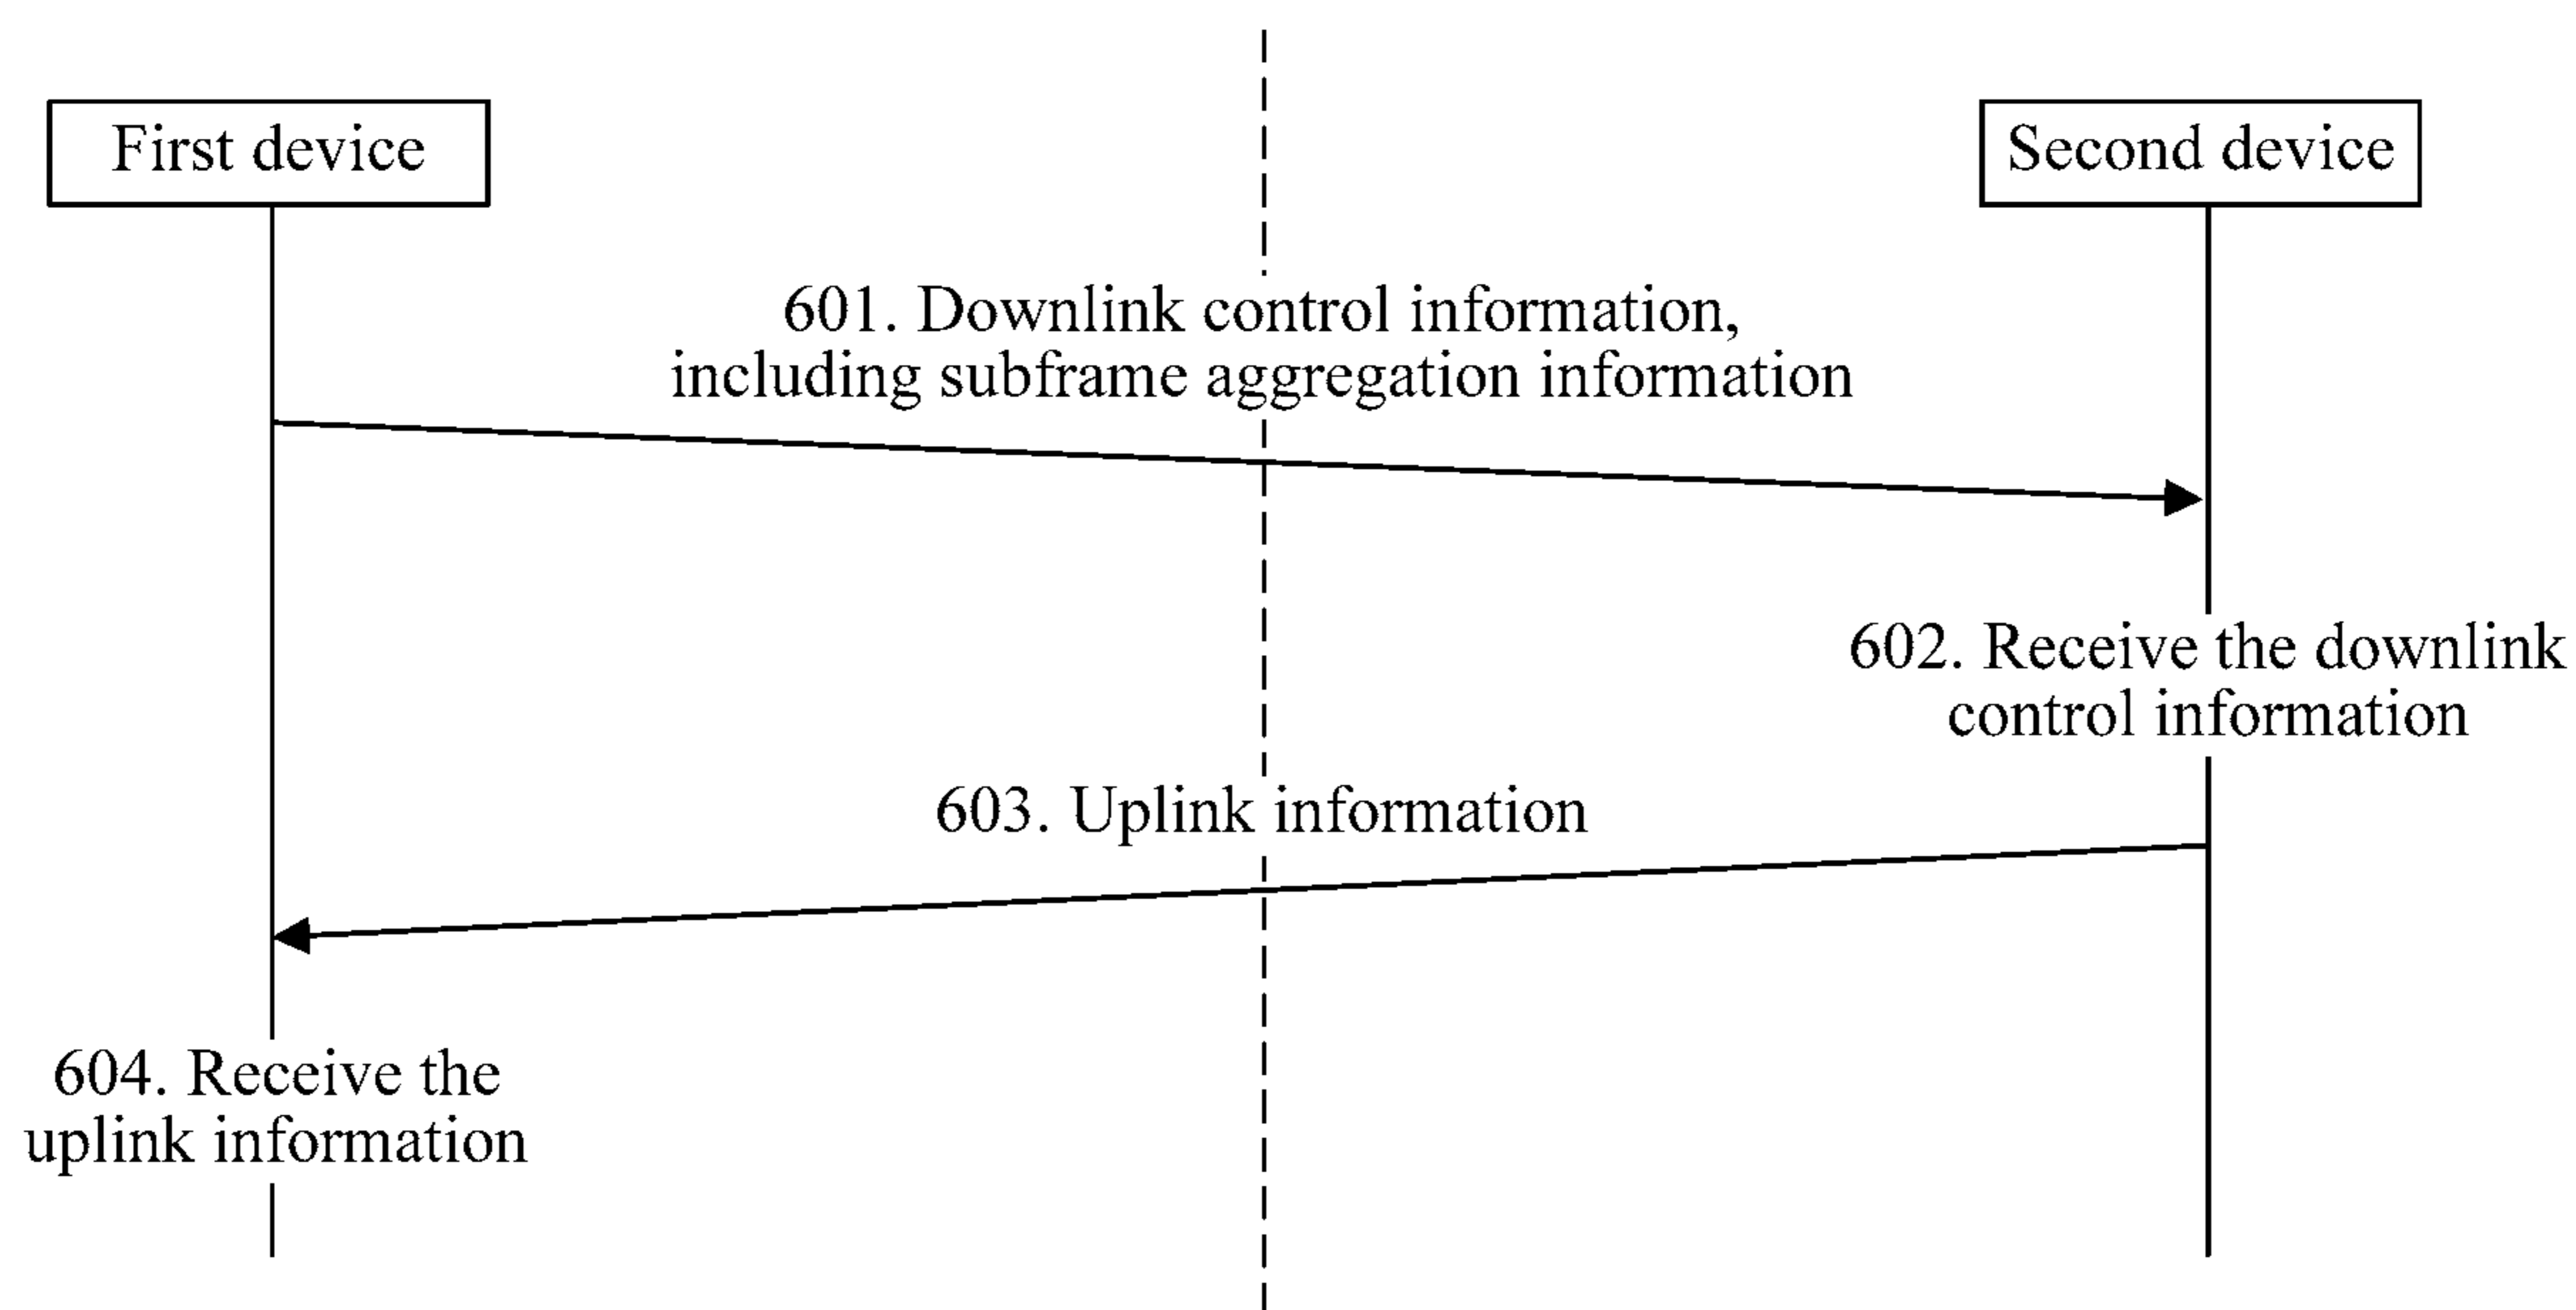 First device
Second device
601. Downlink control information,
including subframe aggregation information
602. Receive the downlink
control information
603. Uplink information
604. Receive the
uplink information